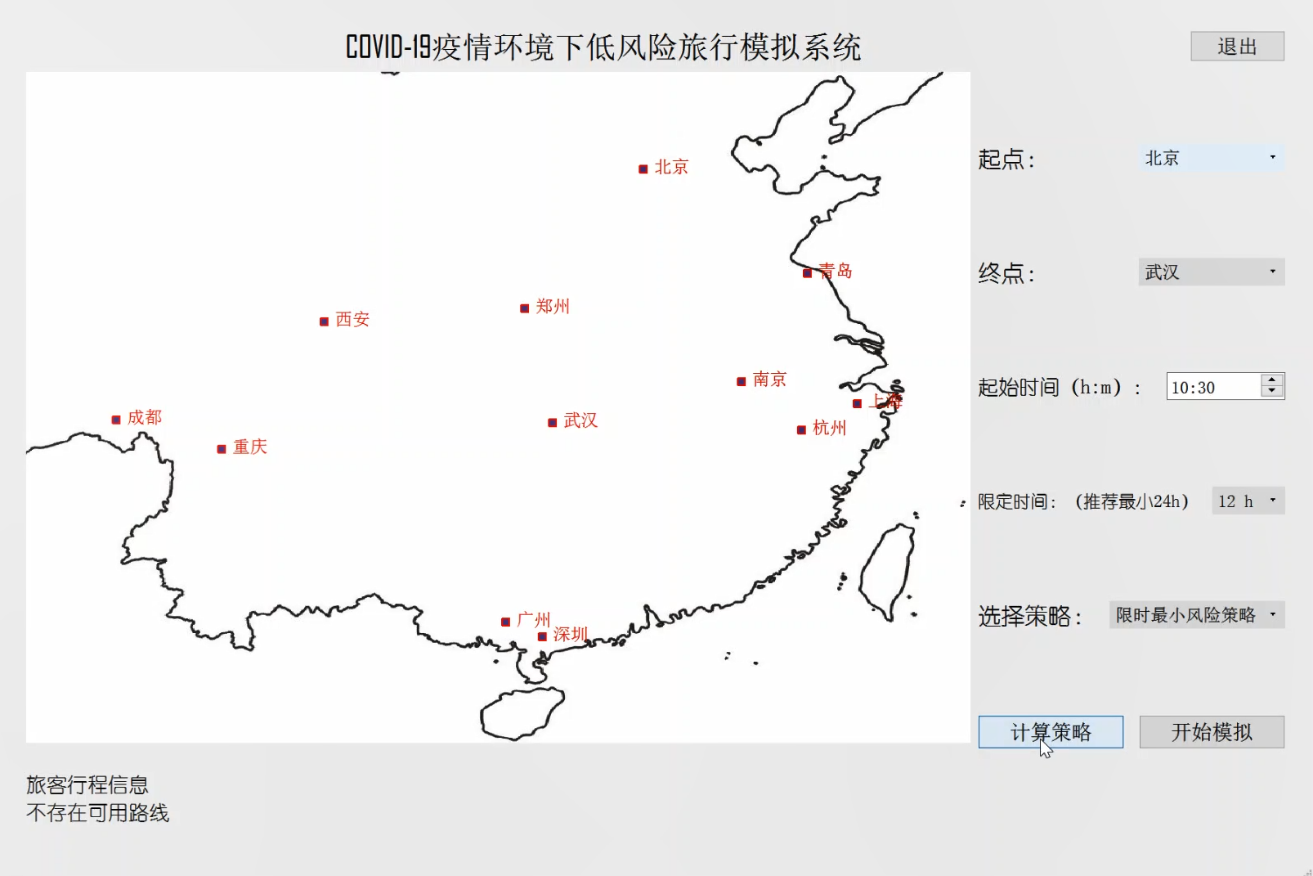 COVID-19疫情环境下低风险旅行模拟系统
退出
北京
青岛
郑州
西安
南京
上海
成都
武汉
杭州
重庆
广州
深圳
起点：
北京
终点：
武汉
起始时间（h:m）：
10:30
限定时间：（推荐最小24h）
12 h
选择策略：
限时最小风险策略
计算策略
开始模拟
旅客行程信息
不存在可用路线